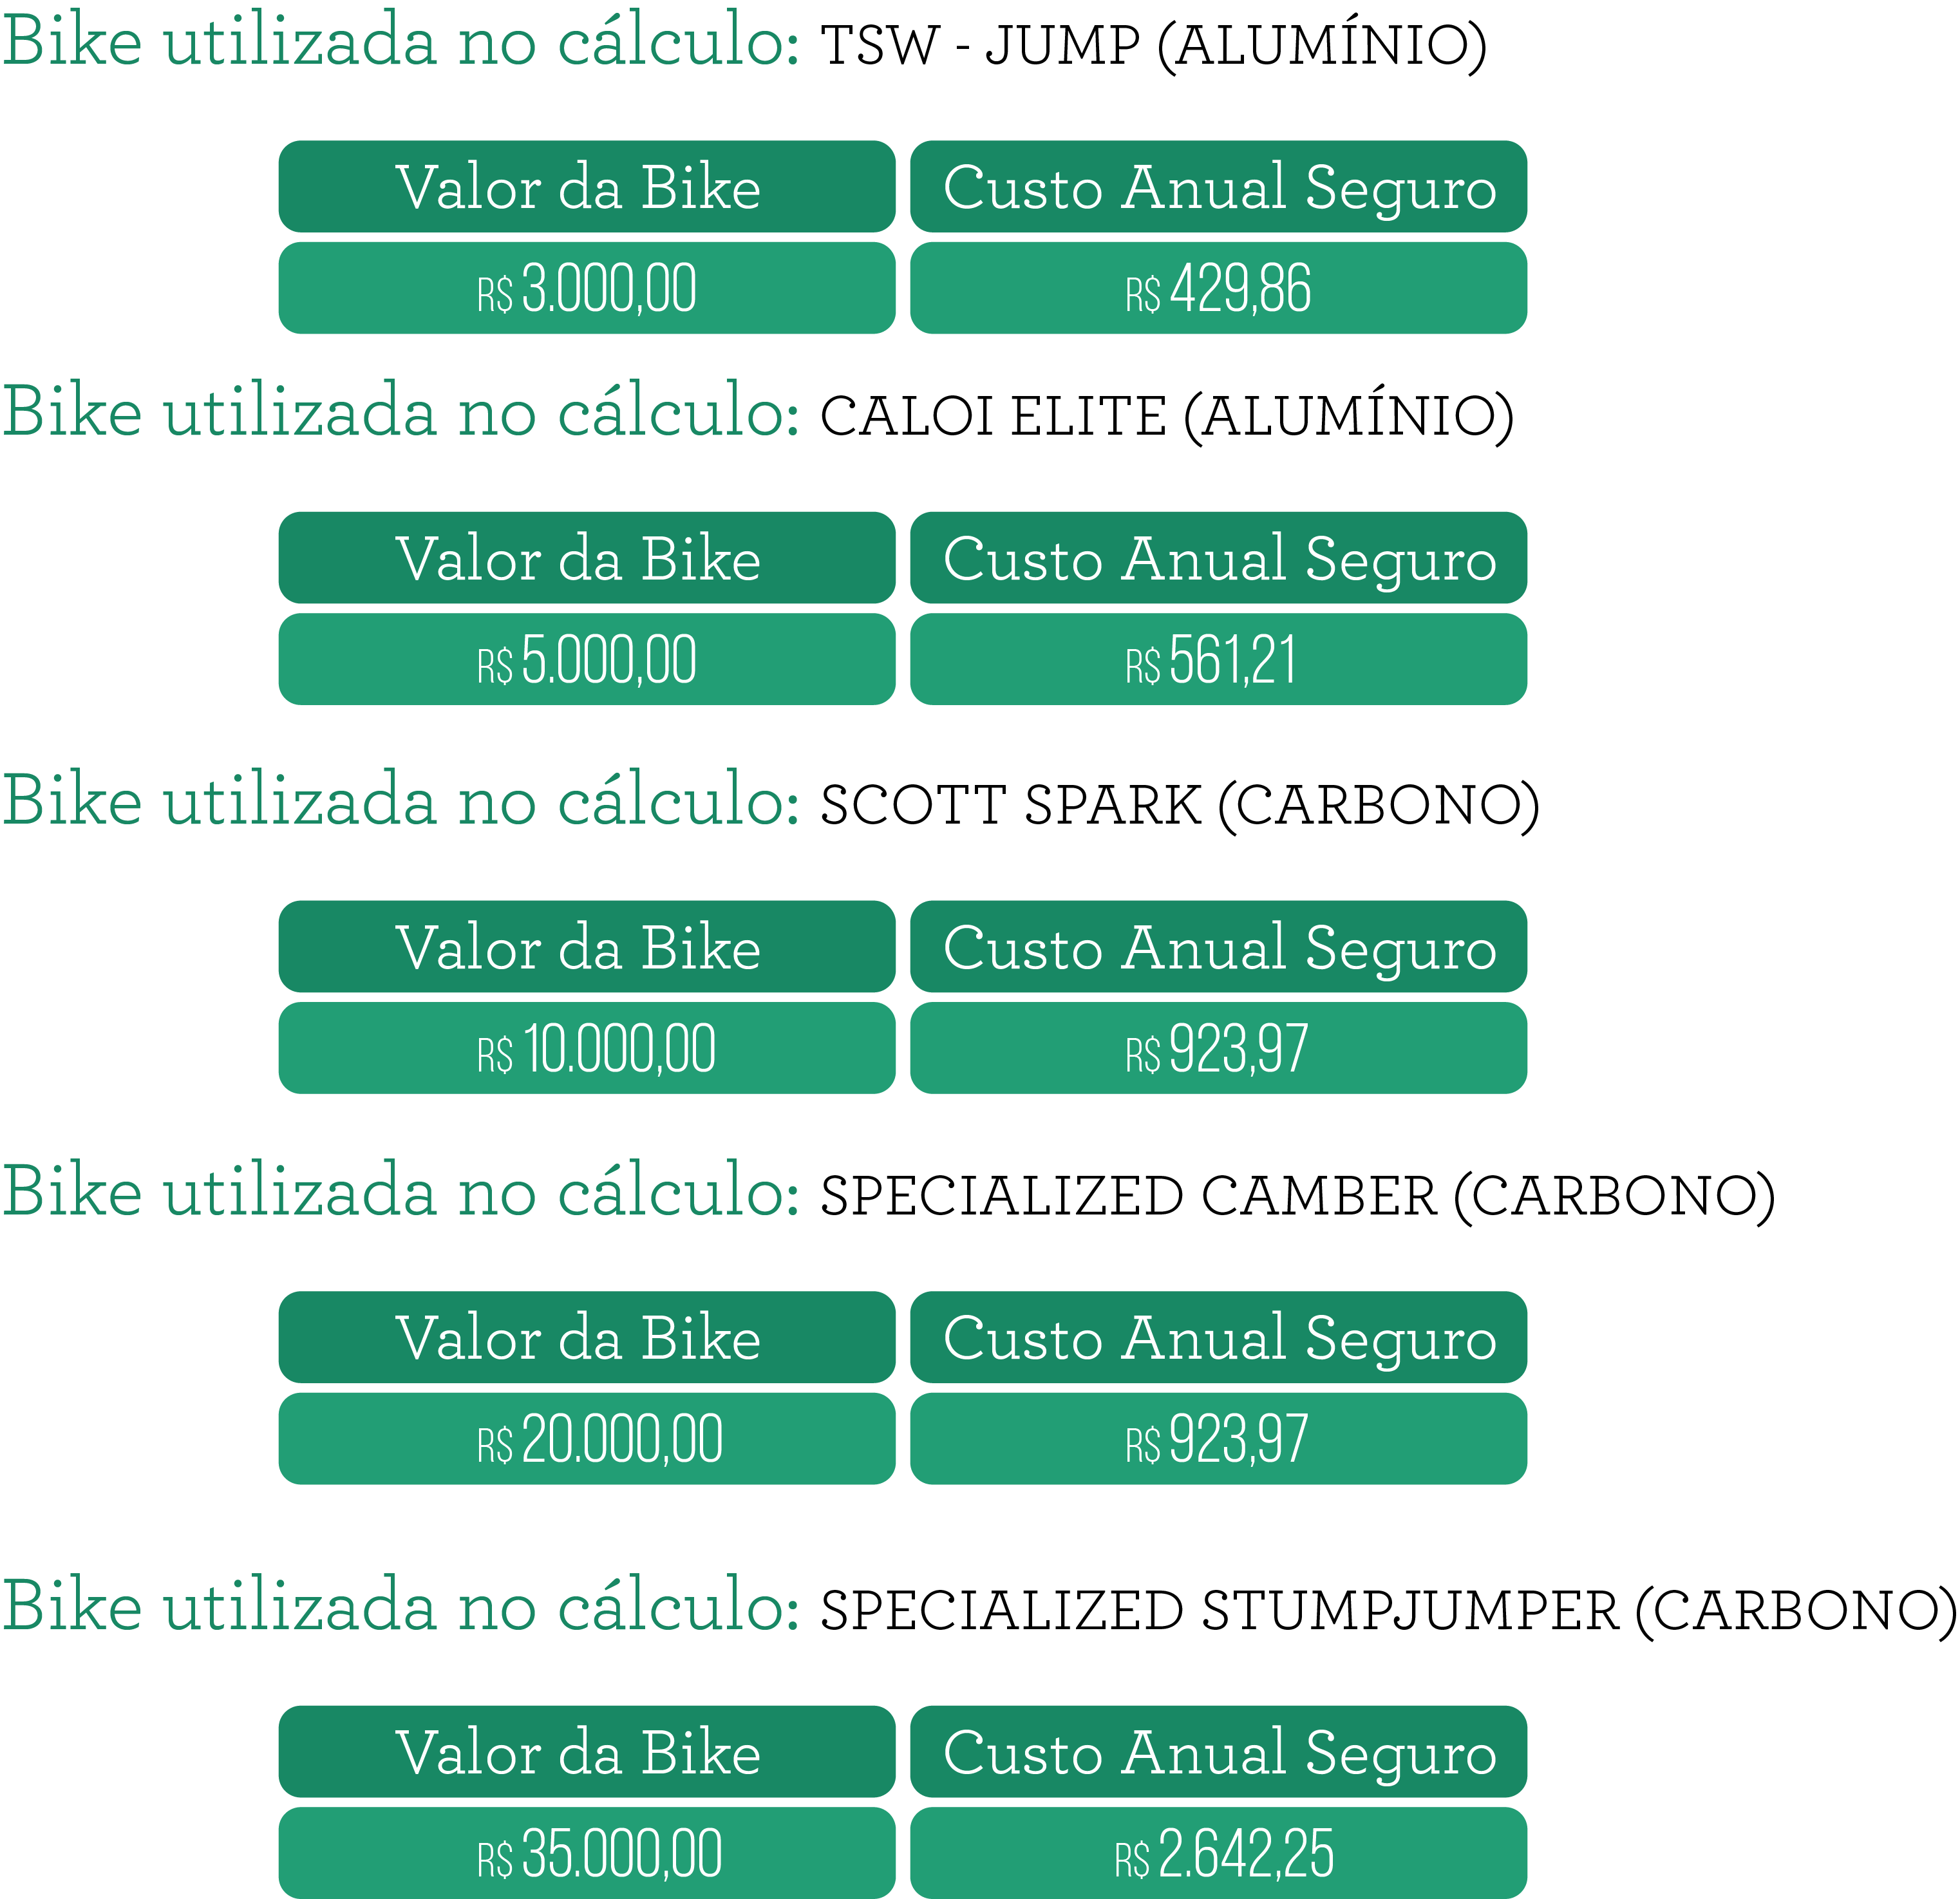 Bike utilizada no cálculo: TSW - JUMP (ALUMÍNIO)
Valor da Bike Custo Anual Seguro
R$ 3.000,00 R$ 429,86
Bike utilizada no cálculo: CALOI ELITE (ALUMÍNIO)
Valor da Bike Custo Anual Seguro
R$ 5.000,00 R$ 561,21
Bike utilizada no cálculo: SCOTT SPARK (CARBONO)
Valor da Bike Custo Anual Seguro
R$ 10.000,00 R$ 923,97
Bike utilizada no cálculo: SPECIALIZED CAMBER (CARBONO)
Valor da Bike Custo Anual Seguro
R$ 20.000,00 R$ 923,97
Bike utilizada no cálculo: SPECIALIZED STUMPJUMPER (CARBONO)
Valor da Bike Custo Anual Seguro
R$ 35.000,00 R$ 2.642,25